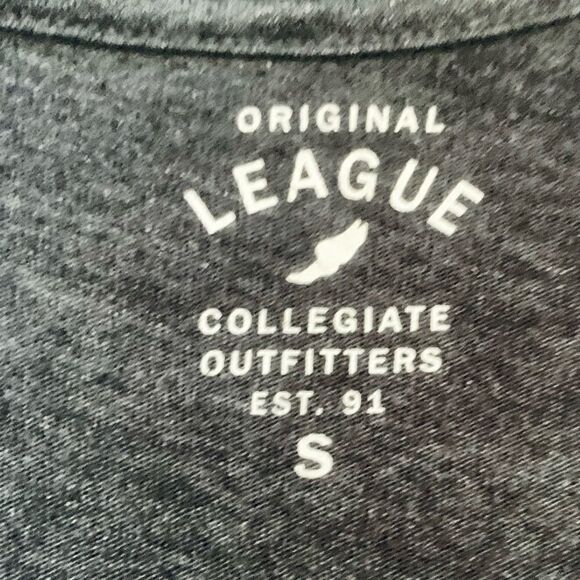 ORIGINAL
LEAGUE
COLLEGIATE
OUTFITTERS
EST. 91
S